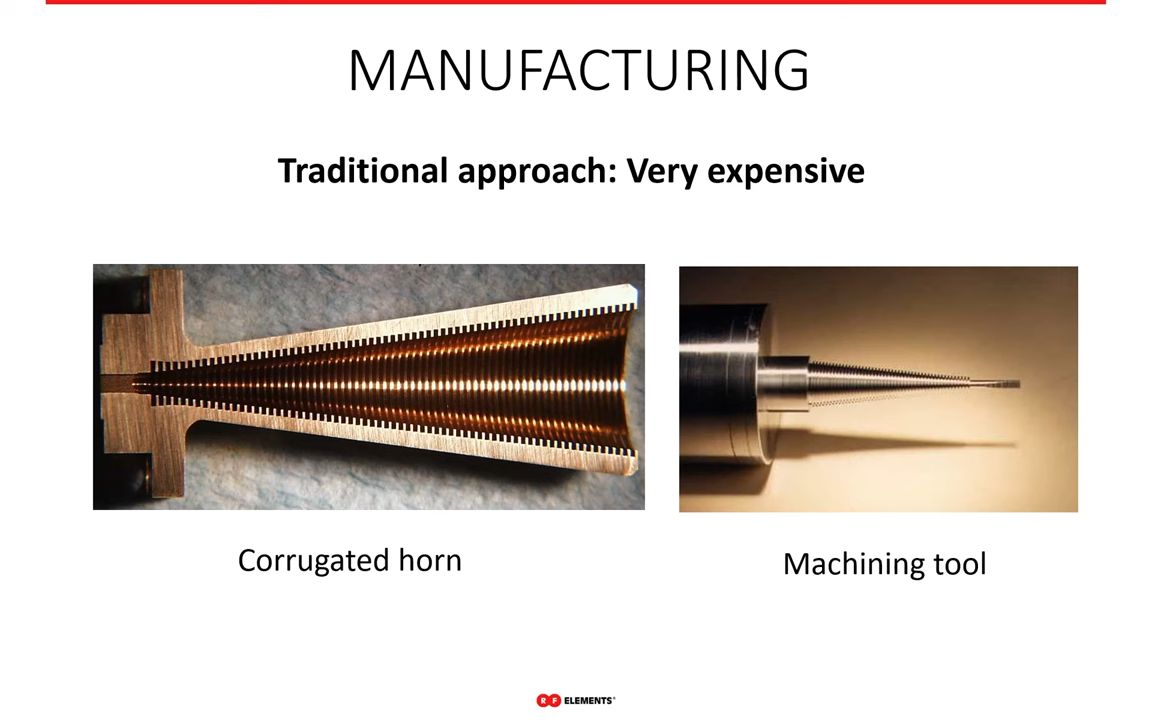 MANUFACTURING
Traditional approach: Very expensive
Corrugated horn
Machining tool
RF ELEMENTS®